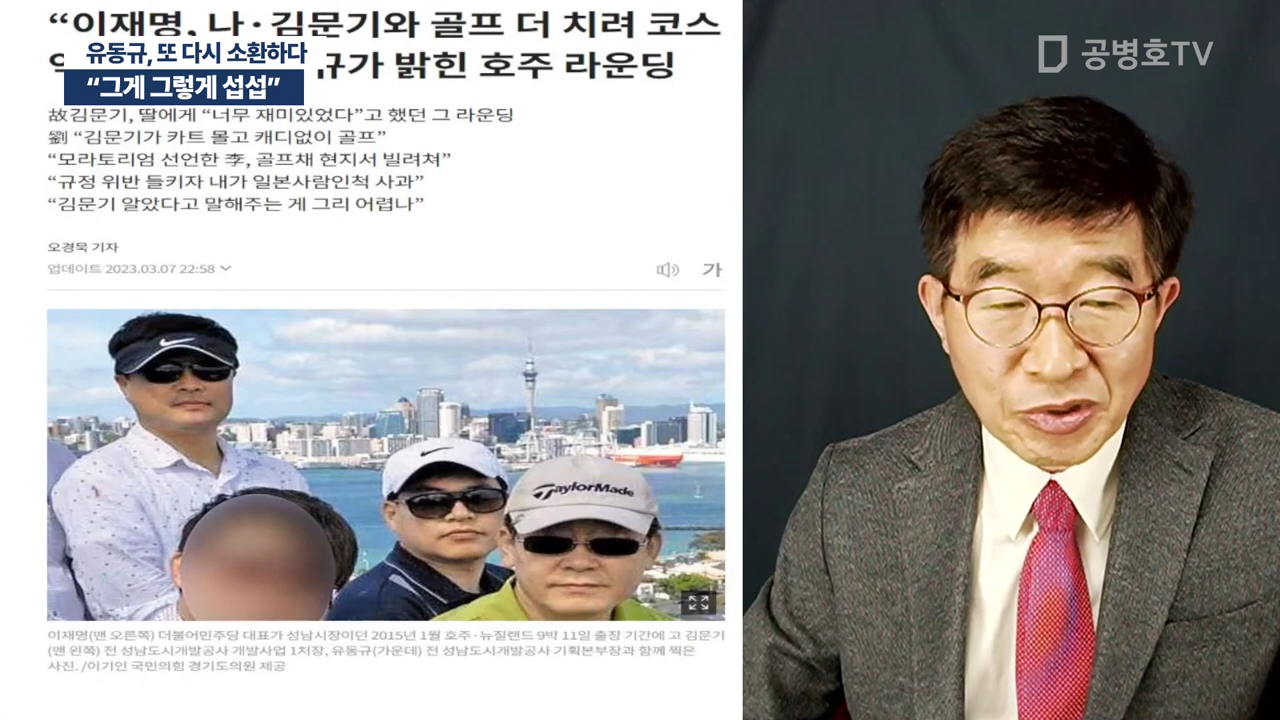 “이재명, 나·김문기와 골프 더 치려 코스
유동규, 또 다시 소환하다
규가 밝힌 호주 라운딩
“그게 그렇게 섭섭”
故김문기, 딸에게 “너무 재미있었다”고 했던 그 라운딩
劉 “김문기가 카트 몰고 캐디없이 골프”
“모라토리엄 선언한 李, 골프채 현지서 빌려쳐”
“규정 위반 들키자 내가 일본사람인척 사과”
“김문기 알았다고 말해주는 게 그리 어렵나”
오경묵 기자
업데이트 2023.03.07 22:58
가
공병호TV
TaylorMade
이재명(맨 오른쪽) 더불어민주당 대표가 성남시장이던 2015년 1월 호주·뉴질랜드 9박 11일 출장 기간에 고 김문기
(맨 왼쪽) 전 성남도시개발공사 개발사업 1처장, 유동규(가운데) 전 성남도시개발공사 기획본부장과 함께 찍은
사진. /이기인 국민의힘 경기도의원 제공